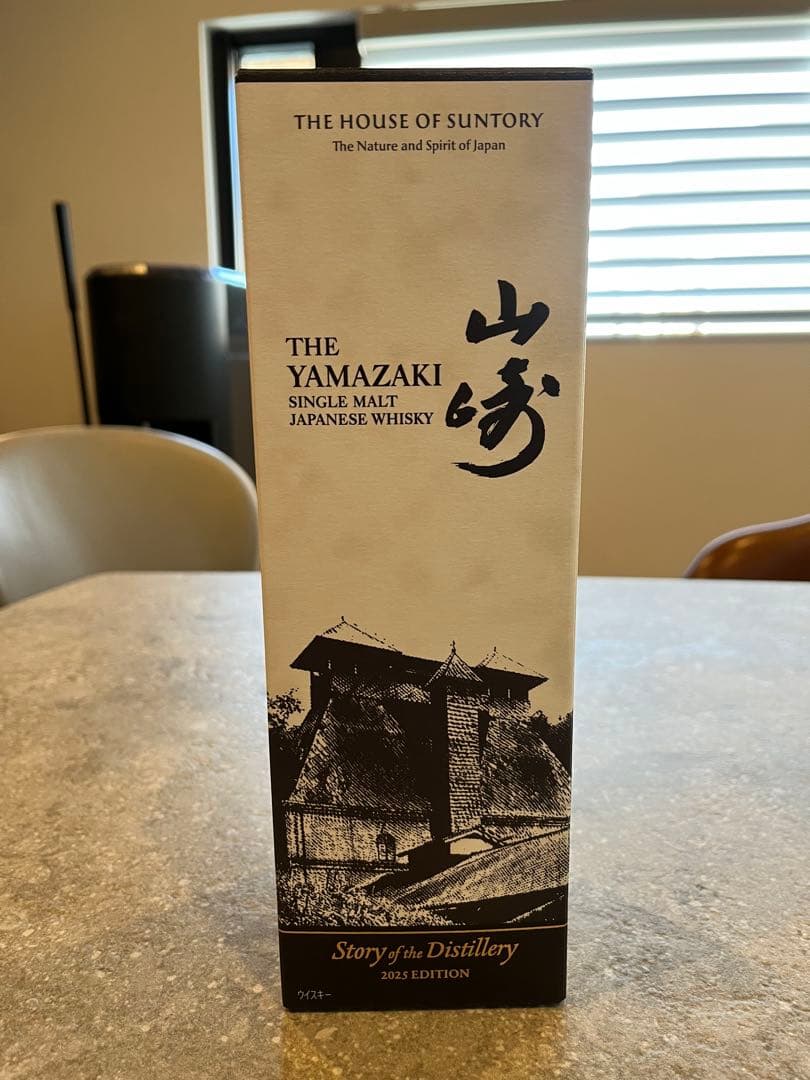 THE HOUSE OF SUNTORY
The Nature and Spirit of Japan
山崎
THE
YAMAZAKI
SINGLE MALT
JAPANESE WHISKY
Story of the Distillery
2025 EDITION
ウイスキー